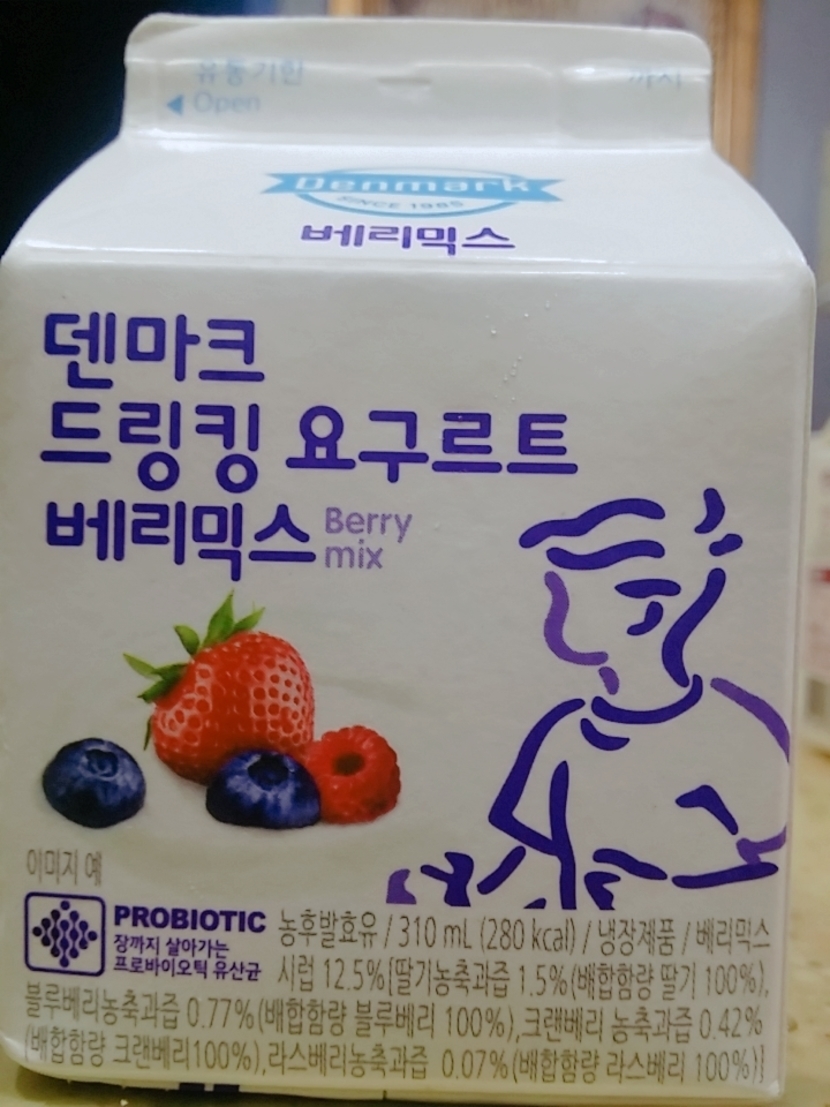 유통기한 까지
◀ Open
Denmark
SINCE 1985
베리믹스
덴마크
드링킹 요구르트
베리믹스 Berry mix
이미지 예
PROBIOTIC
장까지 살아가는
프로바이오틱 유산균
농후발효유 / 310 mL (280 kcal) / 냉장제품 / 베리믹스
시럽 12.5%[딸기농축과즙 1.5%(배합함량 딸기 100%),
블루베리농축과즙 0.77%(배합함량 블루베리 100%),크랜베리 농축과즙 0.42%
(배합함량 크랜베리100%),라스베리농축과즙 0.07%(배합함량 라스베리 100%)]